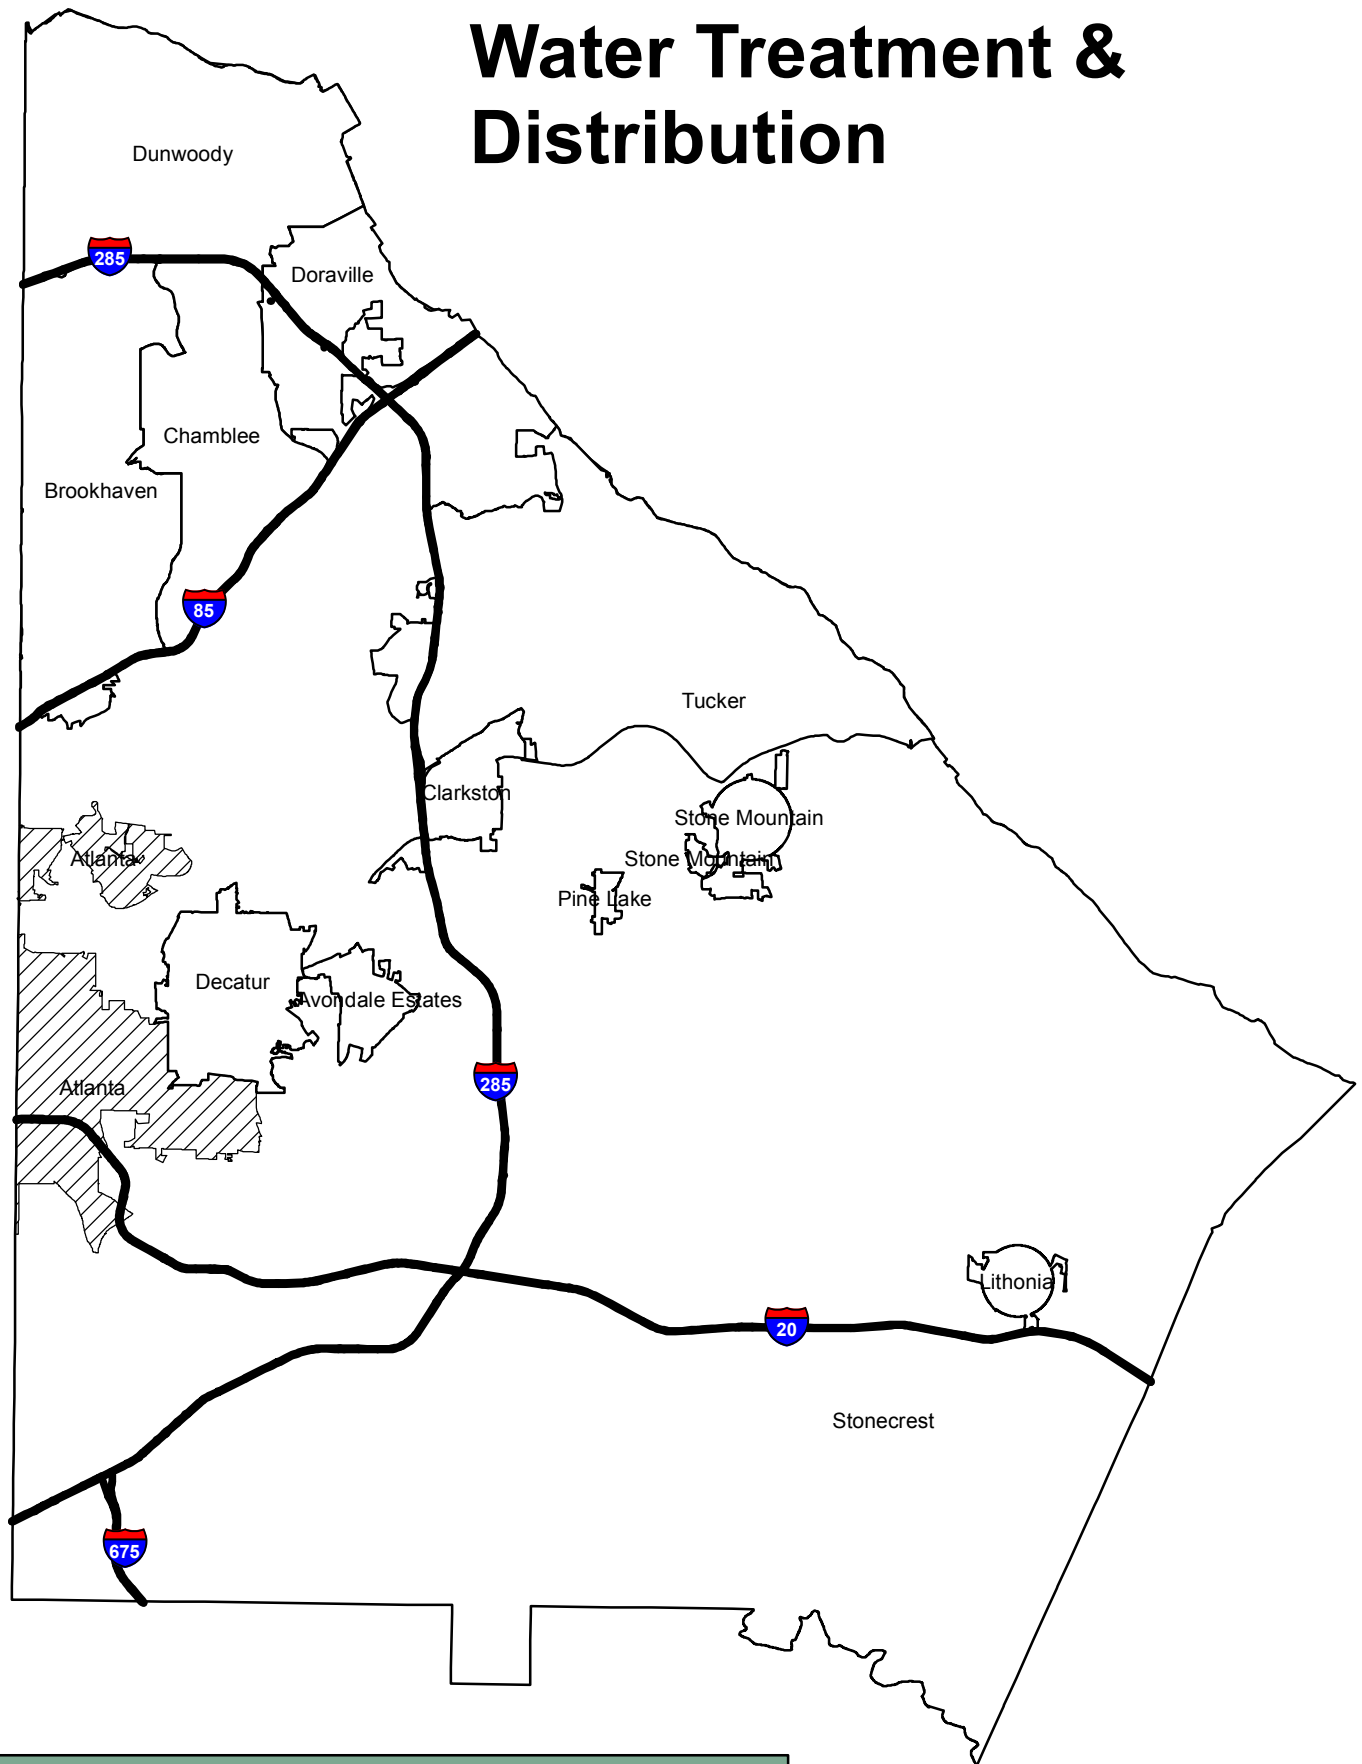 Water Treatment &
Distribution
Dunwoody
285
Doraville
Chamblee
Brookhaven
85
Tucker
Clarkston
Stone Mountain
Atlanta
Stone Mountain
Pine Lake
Decatur
Avondale Estates
285
Atlanta
Lithonia
20
Stonecrest
675